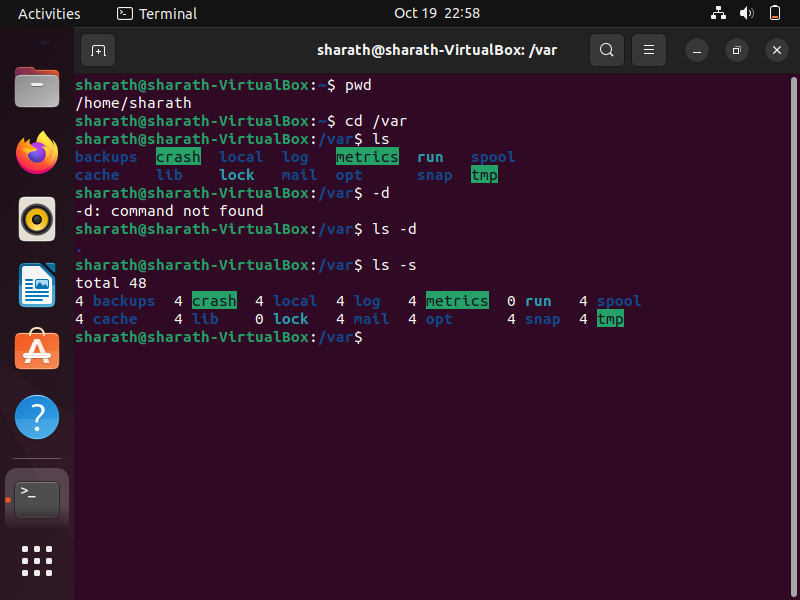 Activities Terminal Oct 19 22:58
sharath@sharath-VirtualBox: /var
sharath@sharath-VirtualBox:~$ pwd
/home/sharath
sharath@sharath-VirtualBox:~$ cd /var
sharath@sharath-VirtualBox:/var$ ls
backups crash local log metrics run spool
cache lib lock mail opt snap tmp
sharath@sharath-VirtualBox:/var$ -d
-d: command not found
sharath@sharath-VirtualBox:/var$ ls -d
.
sharath@sharath-VirtualBox:/var$ ls -s
total 48
4 backups 4 crash 4 local 4 log 4 metrics 0 run 4 spool
4 cache 4 lib 0 lock 4 mail 4 opt 4 snap 4 tmp
sharath@sharath-VirtualBox:/var$